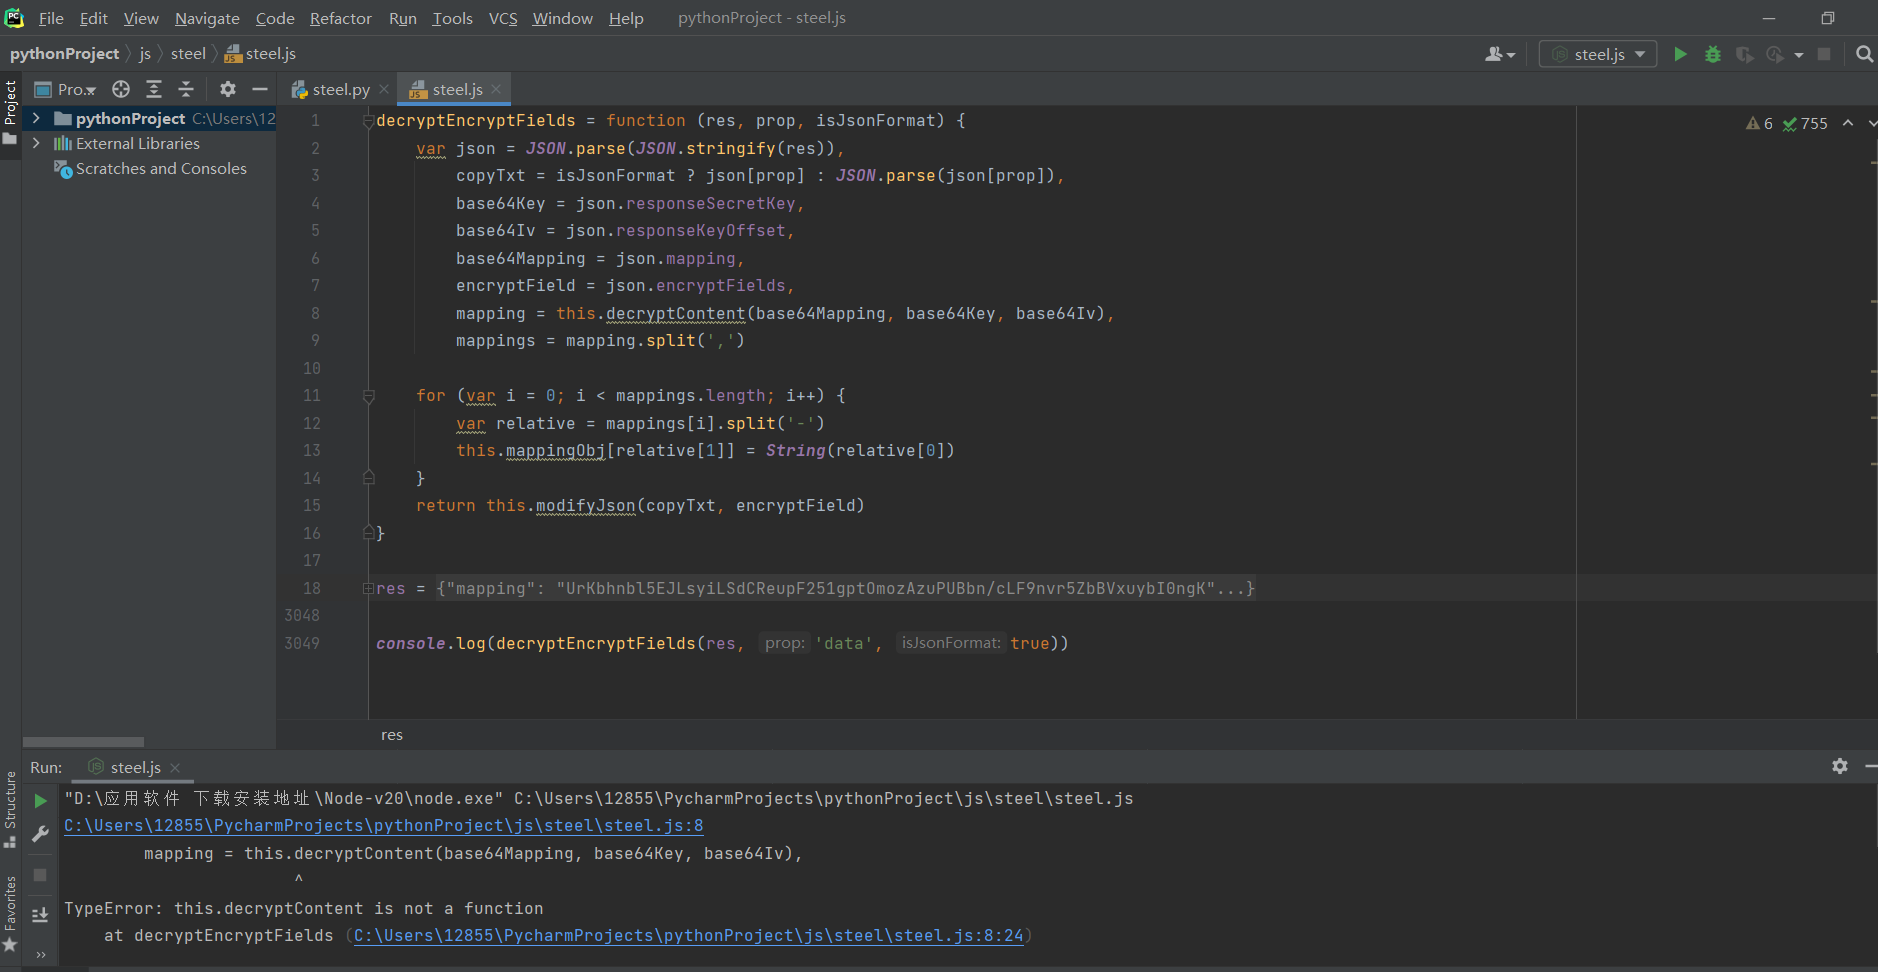 PC File Edit View Navigate Code Refactor Run Tools VCS Window Help pythonProject - steel.js
pythonProject js steel JS steel.js steel.js
Project
Pro... steel.py JS steel.js
pythonProject C:\Users\12
External Libraries
Scratches and Consoles
6 755
1 decryptEncryptFields = function (res, prop, isJsonFormat) {
2 var json = JSON.parse(JSON.stringify(res)),
3 copyTxt = isJsonFormat ? json[prop] : JSON.parse(json[prop]),
4 base64Key = json.responseSecretKey,
5 base64Iv = json.responseKeyOffset,
6 base64Mapping = json.mapping,
7 encryptField = json.encryptFields,
8 mapping = this.decryptContent(base64Mapping, base64Key, base64Iv),
9 mappings = mapping.split(',')
10
11 for (var i = 0; i < mappings.length; i++) {
12 var relative = mappings[i].split('-')
13 this.mappingObj[relative[1]] = String(relative[0])
14 }
15 return this.modifyJson(copyTxt, encryptField)
16 }
17
18 res = {"mapping": "UrKbhnbl5EJLsyiLSdCReupF251gptOmozAzuPUBbn/cLF9nvr5ZbBVxuybI0ngK"...}
3048
3049 console.log(decryptEncryptFields(res, prop: 'data', isJsonFormat: true))
res
Run: JS steel.js
Structure
Favorites
"D:\应用软件 下载安装地址\Node-v20\node.exe" C:\Users\12855\PycharmProjects\pythonProject\js\steel\steel.js
C:\Users\12855\PycharmProjects\pythonProject\js\steel\steel.js:8
mapping = this.decryptContent(base64Mapping, base64Key, base64Iv),
^
TypeError: this.decryptContent is not a function
at decryptEncryptFields (C:\Users\12855\PycharmProjects\pythonProject\js\steel\steel.js:8:24)